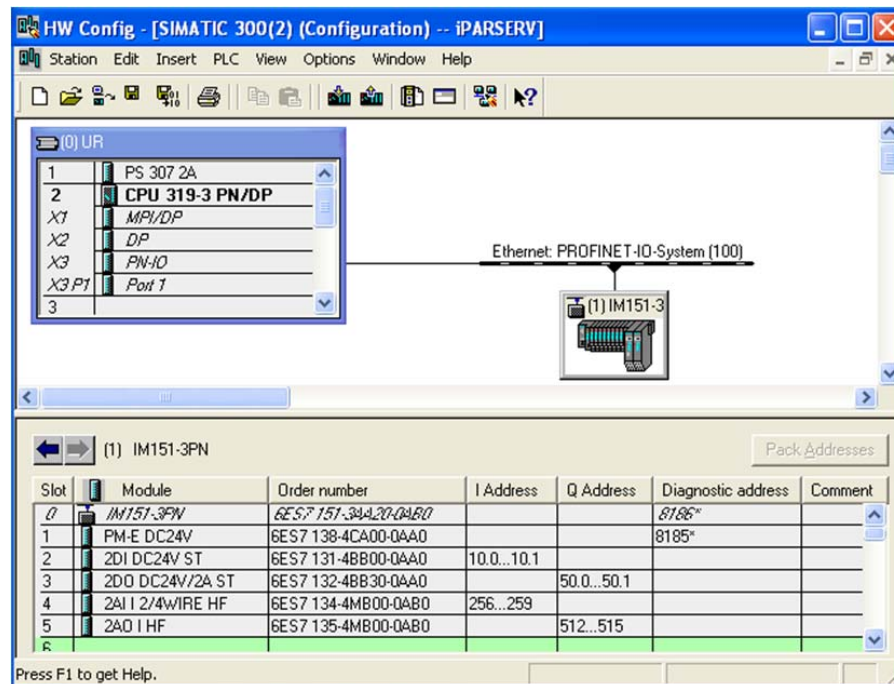 HW Config - [SIMATIC 300(2) (Configuration) -- iPARSERV]
Station Edit Insert PLC View Options Window Help
(0) UR
1 PS 307 2A
2 CPU 319-3 PN/DP
X1 MPI/DP
X2 DP
X3 PN-IO
X3 P1 Port 1
3
Ethernet: PROFINET-IO-System (100)
(1) IM151-3
(1) IM151-3PN
Pack Addresses
Slot Module Order number I Address Q Address Diagnostic address Comment
0 IM151-3PN 6ES7 151-3AA20-0AB0 8186*
1 PM-E DC24V 6ES7 138-4CA00-0AA0 8185*
2 2DI DC24V ST 6ES7 131-4BB00-0AA0 10.0...10.1
3 2DO DC24V/2A ST 6ES7 132-4BB30-0AA0 50.0...50.1
4 2AI I 2/4WIRE HF 6ES7 134-4MB00-0AB0 256...259
5 2AO I HF 6ES7 135-4MB00-0AB0 512...515
6
Press F1 to get Help.